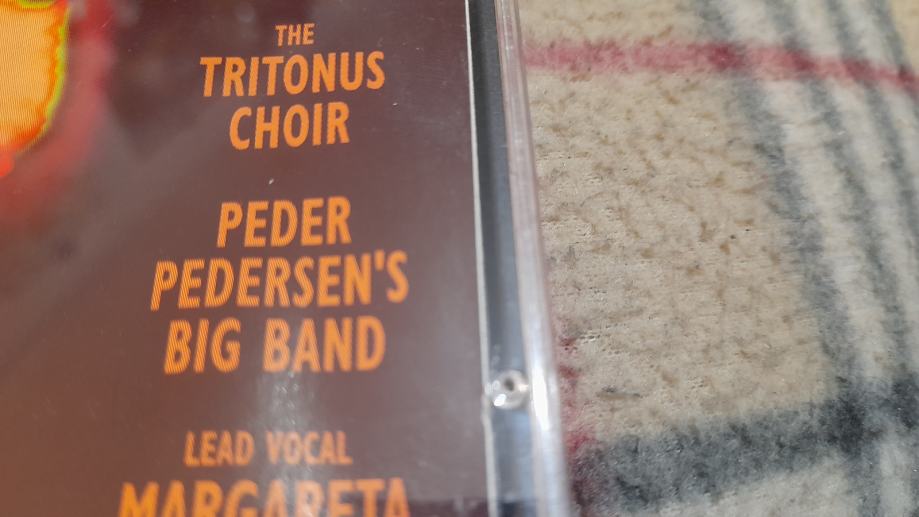 THE
TRITONUS
CHOIR
PEDER
PEDERSEN'S
BIG BAND
LEAD VOCAL
MARGARETA